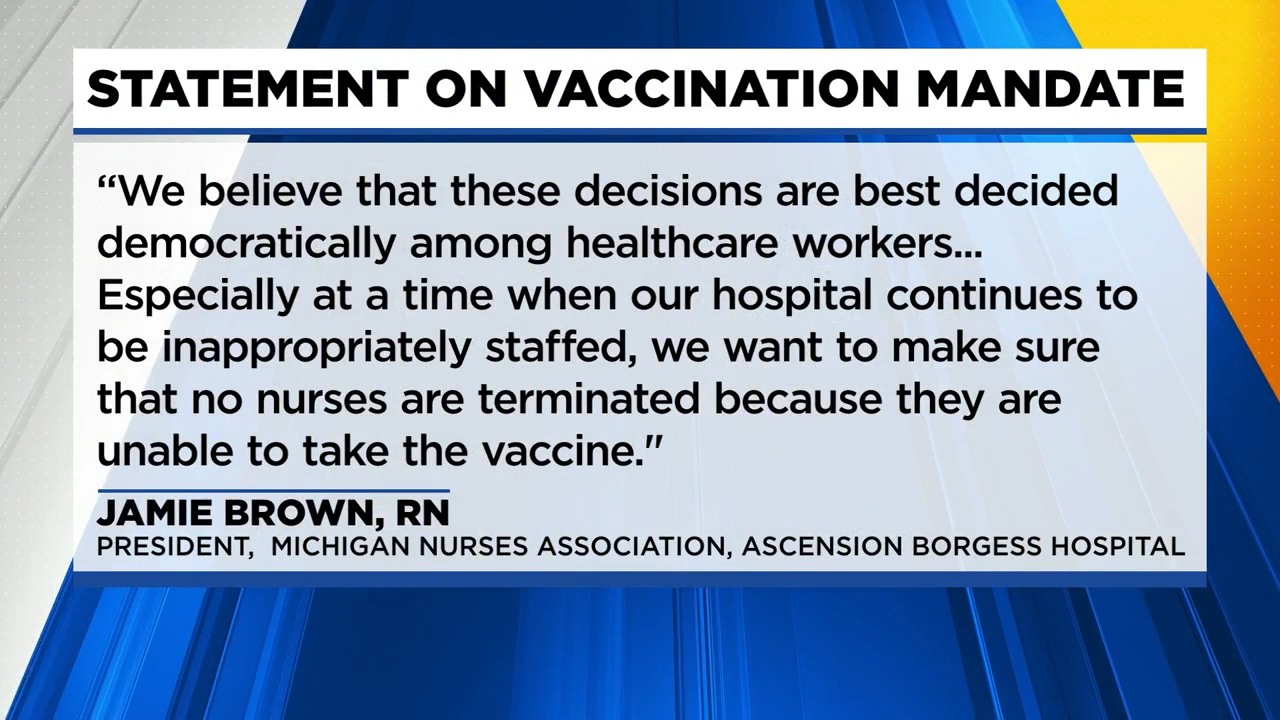 STATEMENT ON VACCINATION MANDATE
“We believe that these decisions are best decided
democratically among healthcare workers...
Especially at a time when our hospital continues to
be inappropriately staffed, we want to make sure
that no nurses are terminated because they are
unable to take the vaccine."
JAMIE BROWN, RN
PRESIDENT, MICHIGAN NURSES ASSOCIATION, ASCENSION BORGESS HOSPITAL